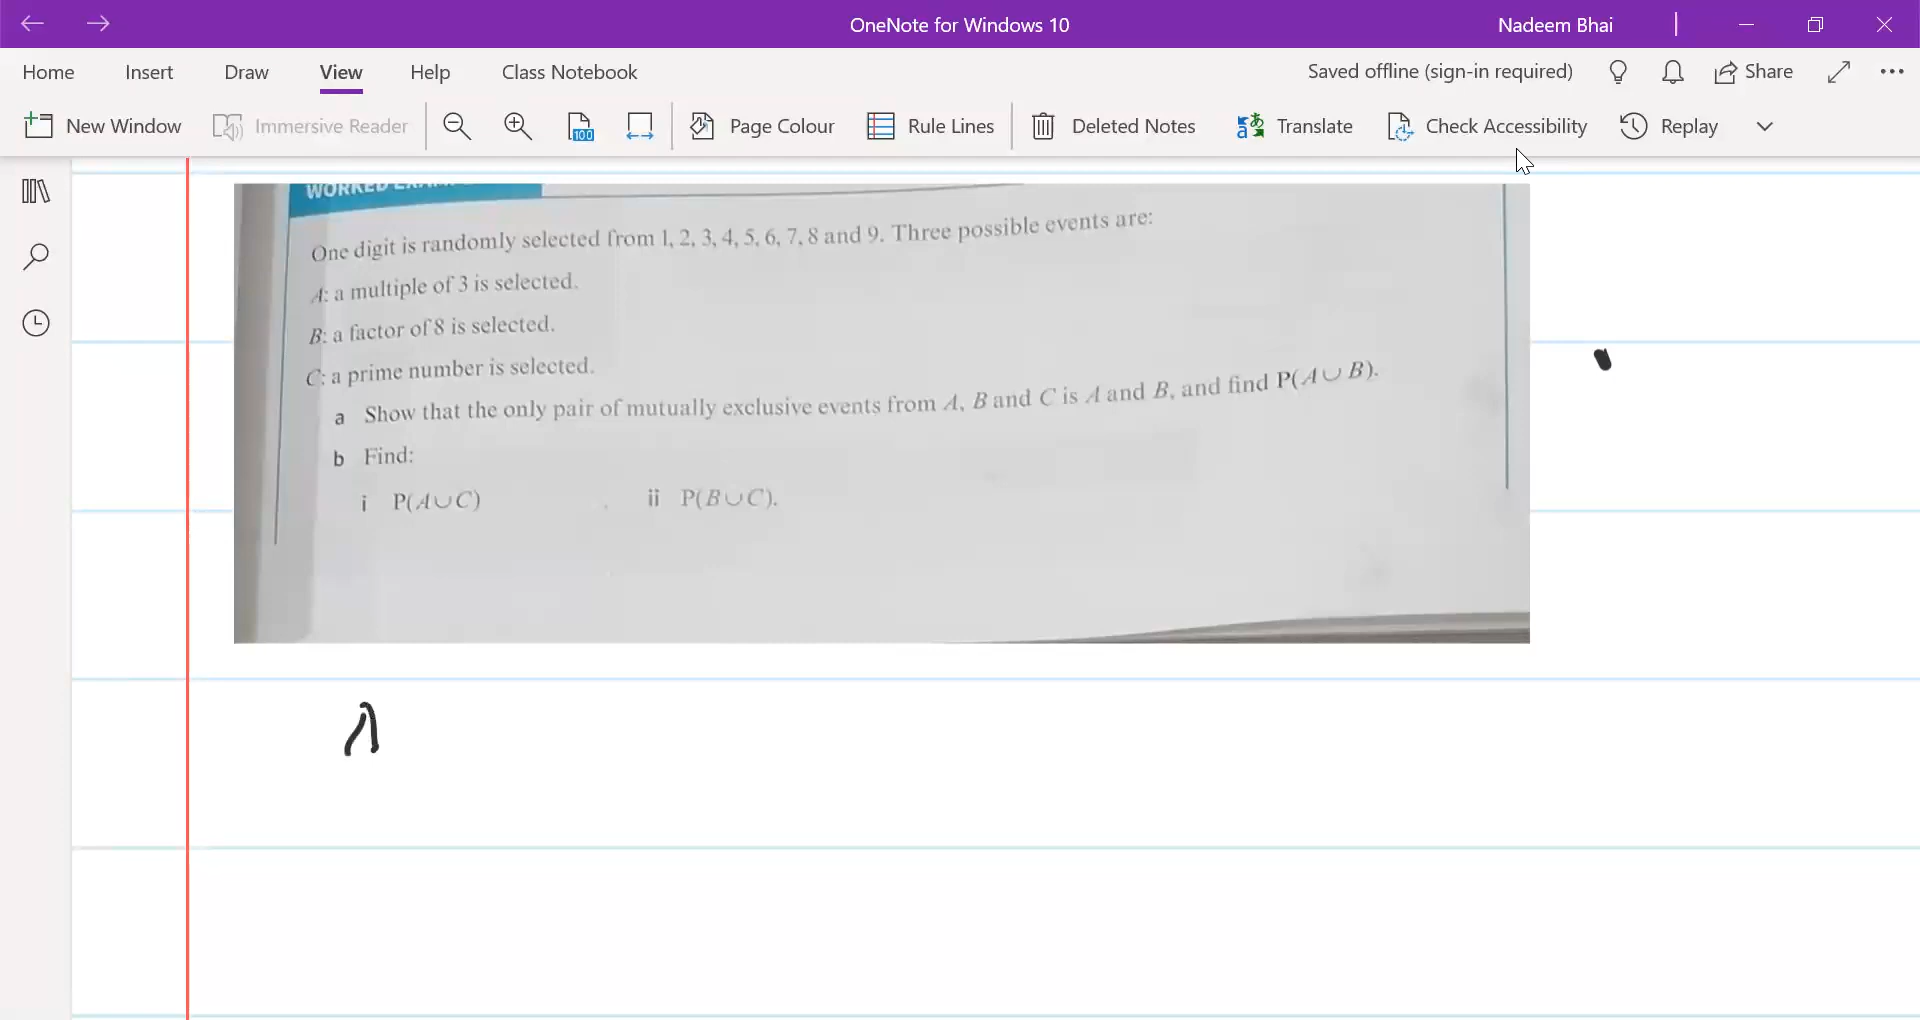 OneNote for Windows 10
Nadeem Bhai
Home Insert Draw View Help Class Notebook
Saved offline (sign-in required) Share
New Window Immersive Reader 100 Page Colour Rule Lines Deleted Notes Translate Check Accessibility Replay
WORKED
One digit is randomly selected from 1, 2, 3, 4, 5, 6, 7, 8 and 9. Three possible events are:
A: a multiple of 3 is selected.
B: a factor of 8 is selected.
C: a prime number is selected.
a Show that the only pair of mutually exclusive events from A, B and C is A and B, and find P(A∪B).
b Find:
i P(A∪C) ii P(B∪C).